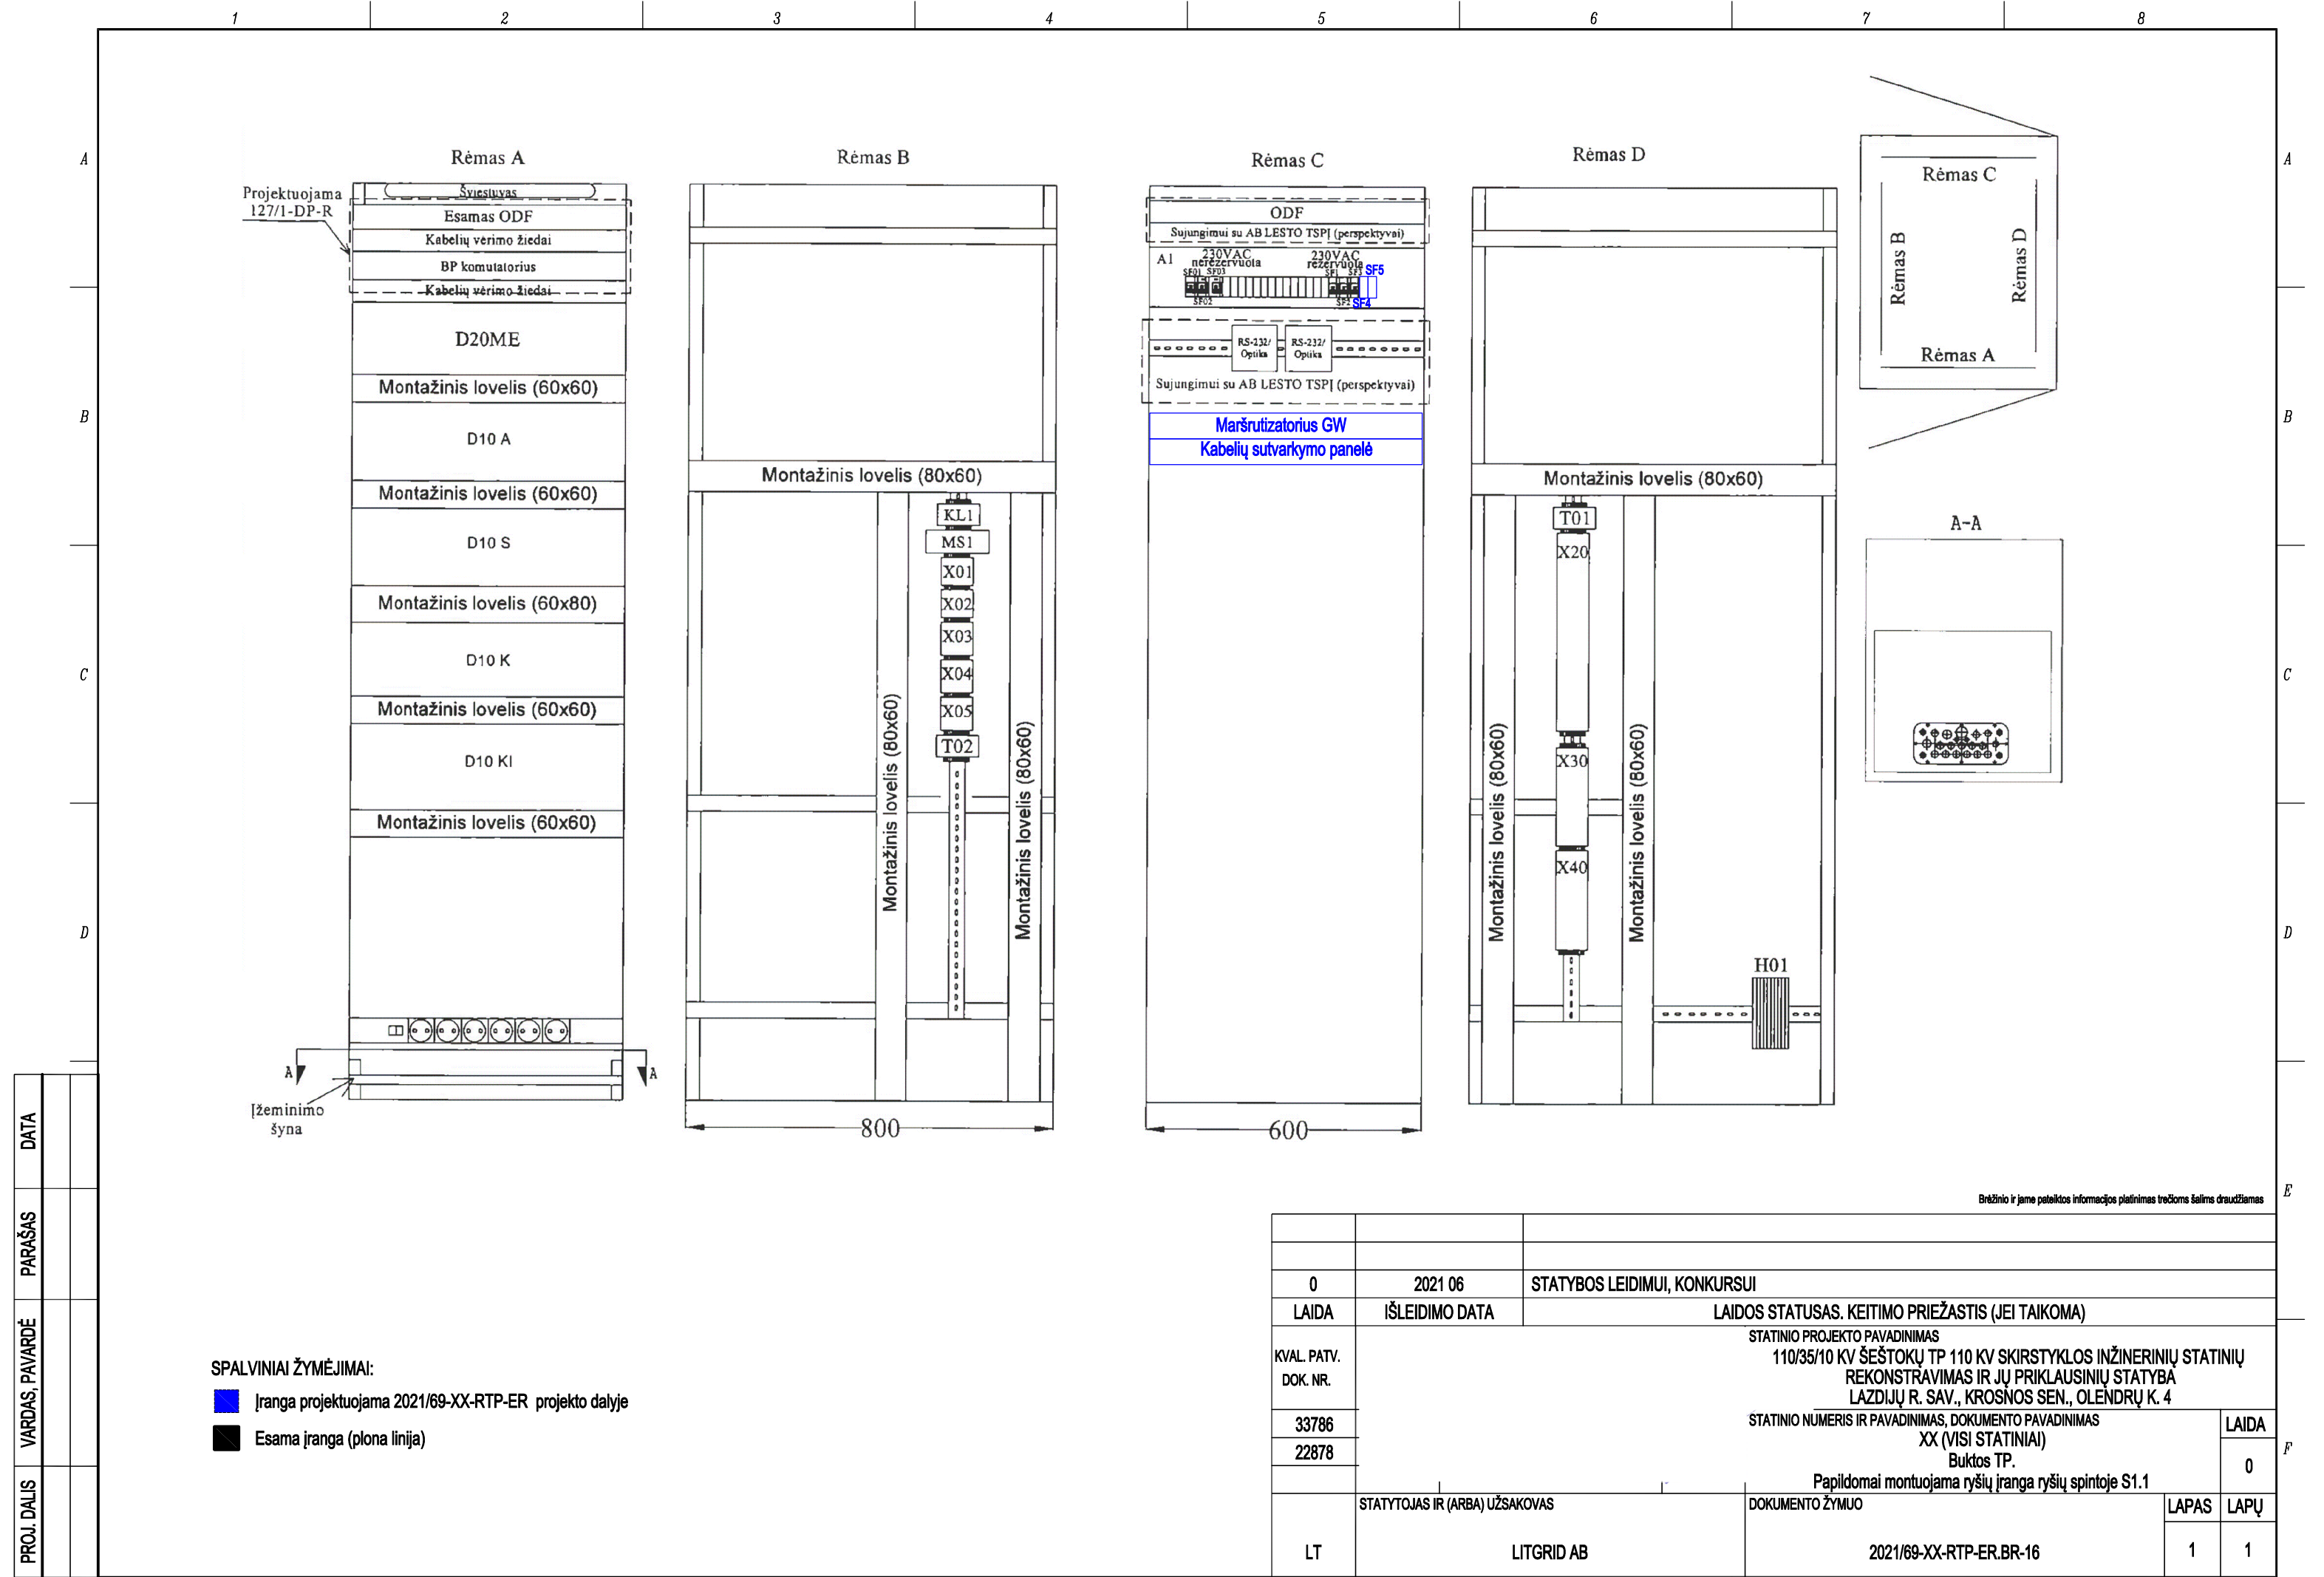 1 2 3 4 5 6 7 8
A
B
C
D
A
B
C
D
E
F
Rėmas A
Projektuojama
127/1-DP-R
Šviestuvas
Esamas ODF
Kabelių vėrimo žiedai
BP komutatorius
Kabelių vėrimo žiedai
D20ME
Montažinis lovelis (60x60)
D10 A
Montažinis lovelis (60x60)
D10 S
Montažinis lovelis (60x80)
D10 K
Montažinis lovelis (60x60)
D10 KI
Montažinis lovelis (60x60)
A
A
Įžeminimo
šyna
Rėmas B
Montažinis lovelis (80x60)
KL1
MS1
X01
X02
X03
X04
X05
T02
Montažinis lovelis (80x60)
Montažinis lovelis (80x60)
800
Rėmas C
ODF
Sujungimui su AB LESTO TSPĮ (perspektyvai)
A1
230VAC
nerezervuota
230VAC
rezervuota
SF01 SF03
SF02
SF1 SF3 SF5
SF2 SF4
RS-232/
Optika
RS-232/
Optika
Sujungimui su AB LESTO TSPĮ (perspektyvai)
Maršrutizatorius GW
Kabelių sutvarkymo panelė
600
Rėmas D
Montažinis lovelis (80x60)
T01
X20
X30
X40
Montažinis lovelis (80x60)
Montažinis lovelis (80x60)
H01
Rėmas C
Rėmas B
Rėmas D
Rėmas A
A-A
DATA
PARAŠAS
VARDAS, PAVARDĖ
PROJ. DALIS
SPALVINIAI ŽYMĖJIMAI:
Įranga projektuojama 2021/69-XX-RTP-ER projekto dalyje
Esama įranga (plona linija)
Brėžinio ir jame pateiktos informacijos platinimas trečioms šalims draudžiamas
0 2021 06 STATYBOS LEIDIMUI, KONKURSUI
LAIDA IŠLEIDIMO DATA LAIDOS STATUSAS. KEITIMO PRIEŽASTIS (JEI TAIKOMA)
KVAL. PATV.
DOK. NR.
STATINIO PROJEKTO PAVADINIMAS
110/35/10 KV ŠEŠTOKŲ TP 110 KV SKIRSTYKLOS INŽINERINIŲ STATINIŲ
REKONSTRAVIMAS IR JŲ PRIKLAUSINIŲ STATYBA
LAZDIJŲ R. SAV., KROSNOS SEN., OLENDRŲ K. 4
33786
22878
STATINIO NUMERIS IR PAVADINIMAS, DOKUMENTO PAVADINIMAS
XX (VISI STATINIAI)
Buktos TP.
Papildomai montuojama ryšių įranga ryšių spintoje S1.1
LAIDA
0
STATYTOJAS IR (ARBA) UŽSAKOVAS
DOKUMENTO ŽYMUO
LAPAS LAPŲ
LT LITGRID AB 2021/69-XX-RTP-ER.BR-16 1 1